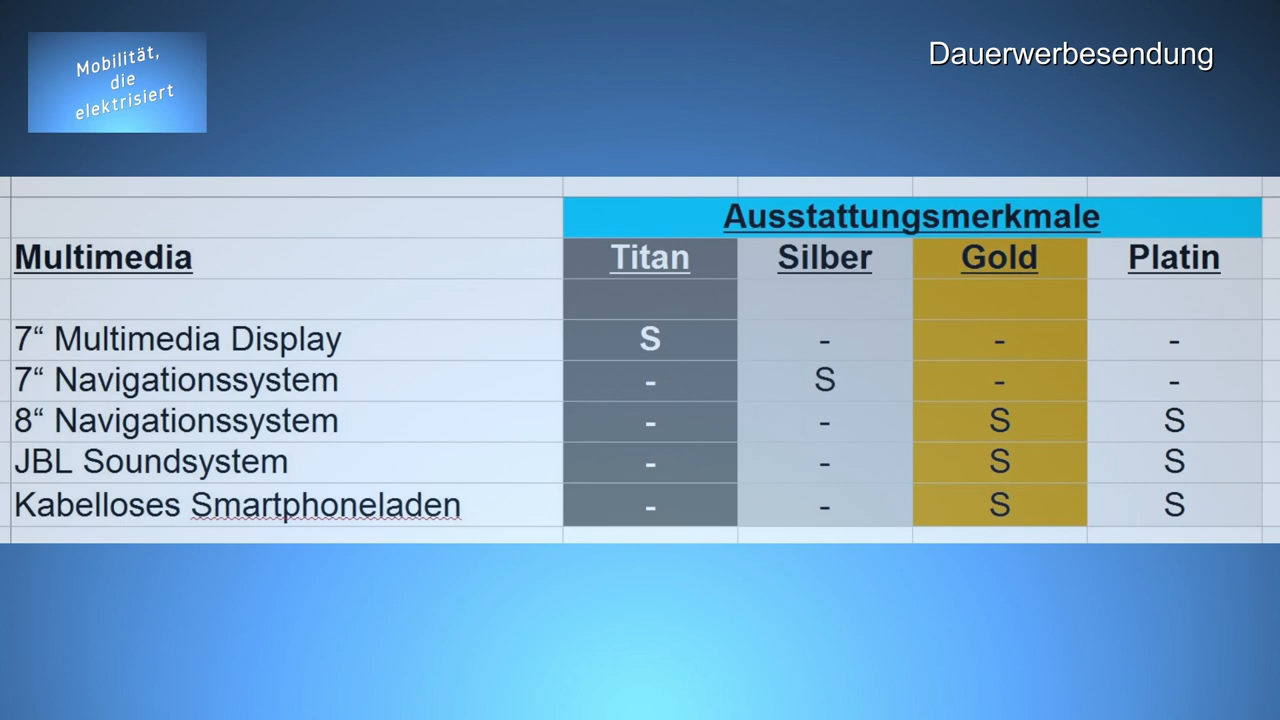 Mobilität,
die
elektrisiert
Dauerwerbesendung
Ausstattungsmerkmale
Multimedia Titan Silber Gold Platin
7“ Multimedia Display S - - -
7“ Navigationssystem - S - -
8“ Navigationssystem - - S S
JBL Soundsystem - - S S
Kabelloses Smartphoneladen - - S S